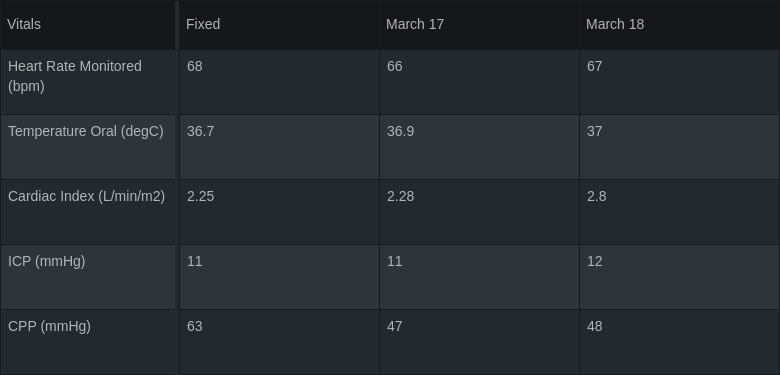 Vitals Fixed March 17 March 18
Heart Rate Monitored 68 66 67
(bpm)
Temperature Oral (degC) 36.7 36.9 37
Cardiac Index (L/min/m2) 2.25 2.28 2.8
ICP (mmHg) 11 11 12
CPP (mmHg) 63 47 48